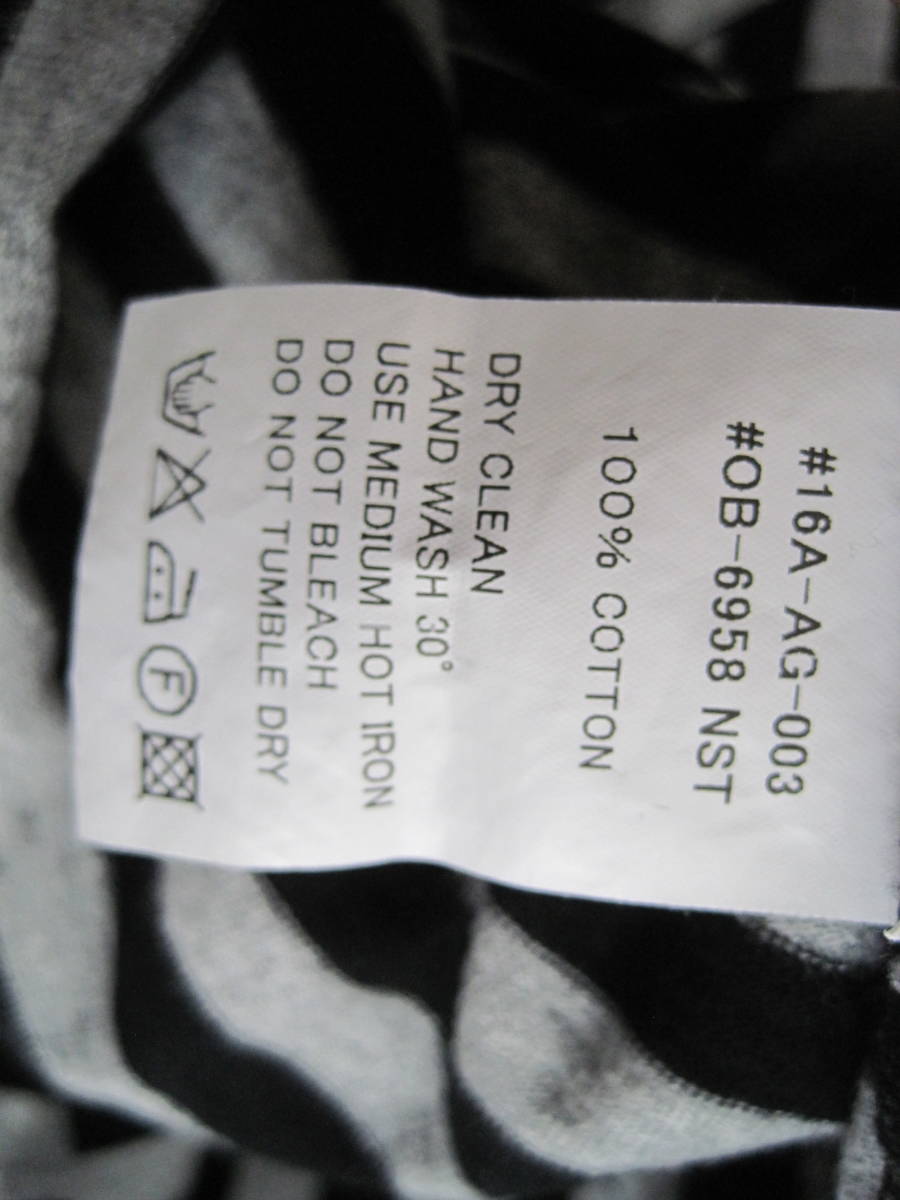 #16A-AG-003
#OB-6958 NST
100% COTTON
DRY CLEAN
HAND WASH 30°
USE MEDIUM HOT IRON
DO NOT BLEACH
DO NOT TUMBLE DRY
F